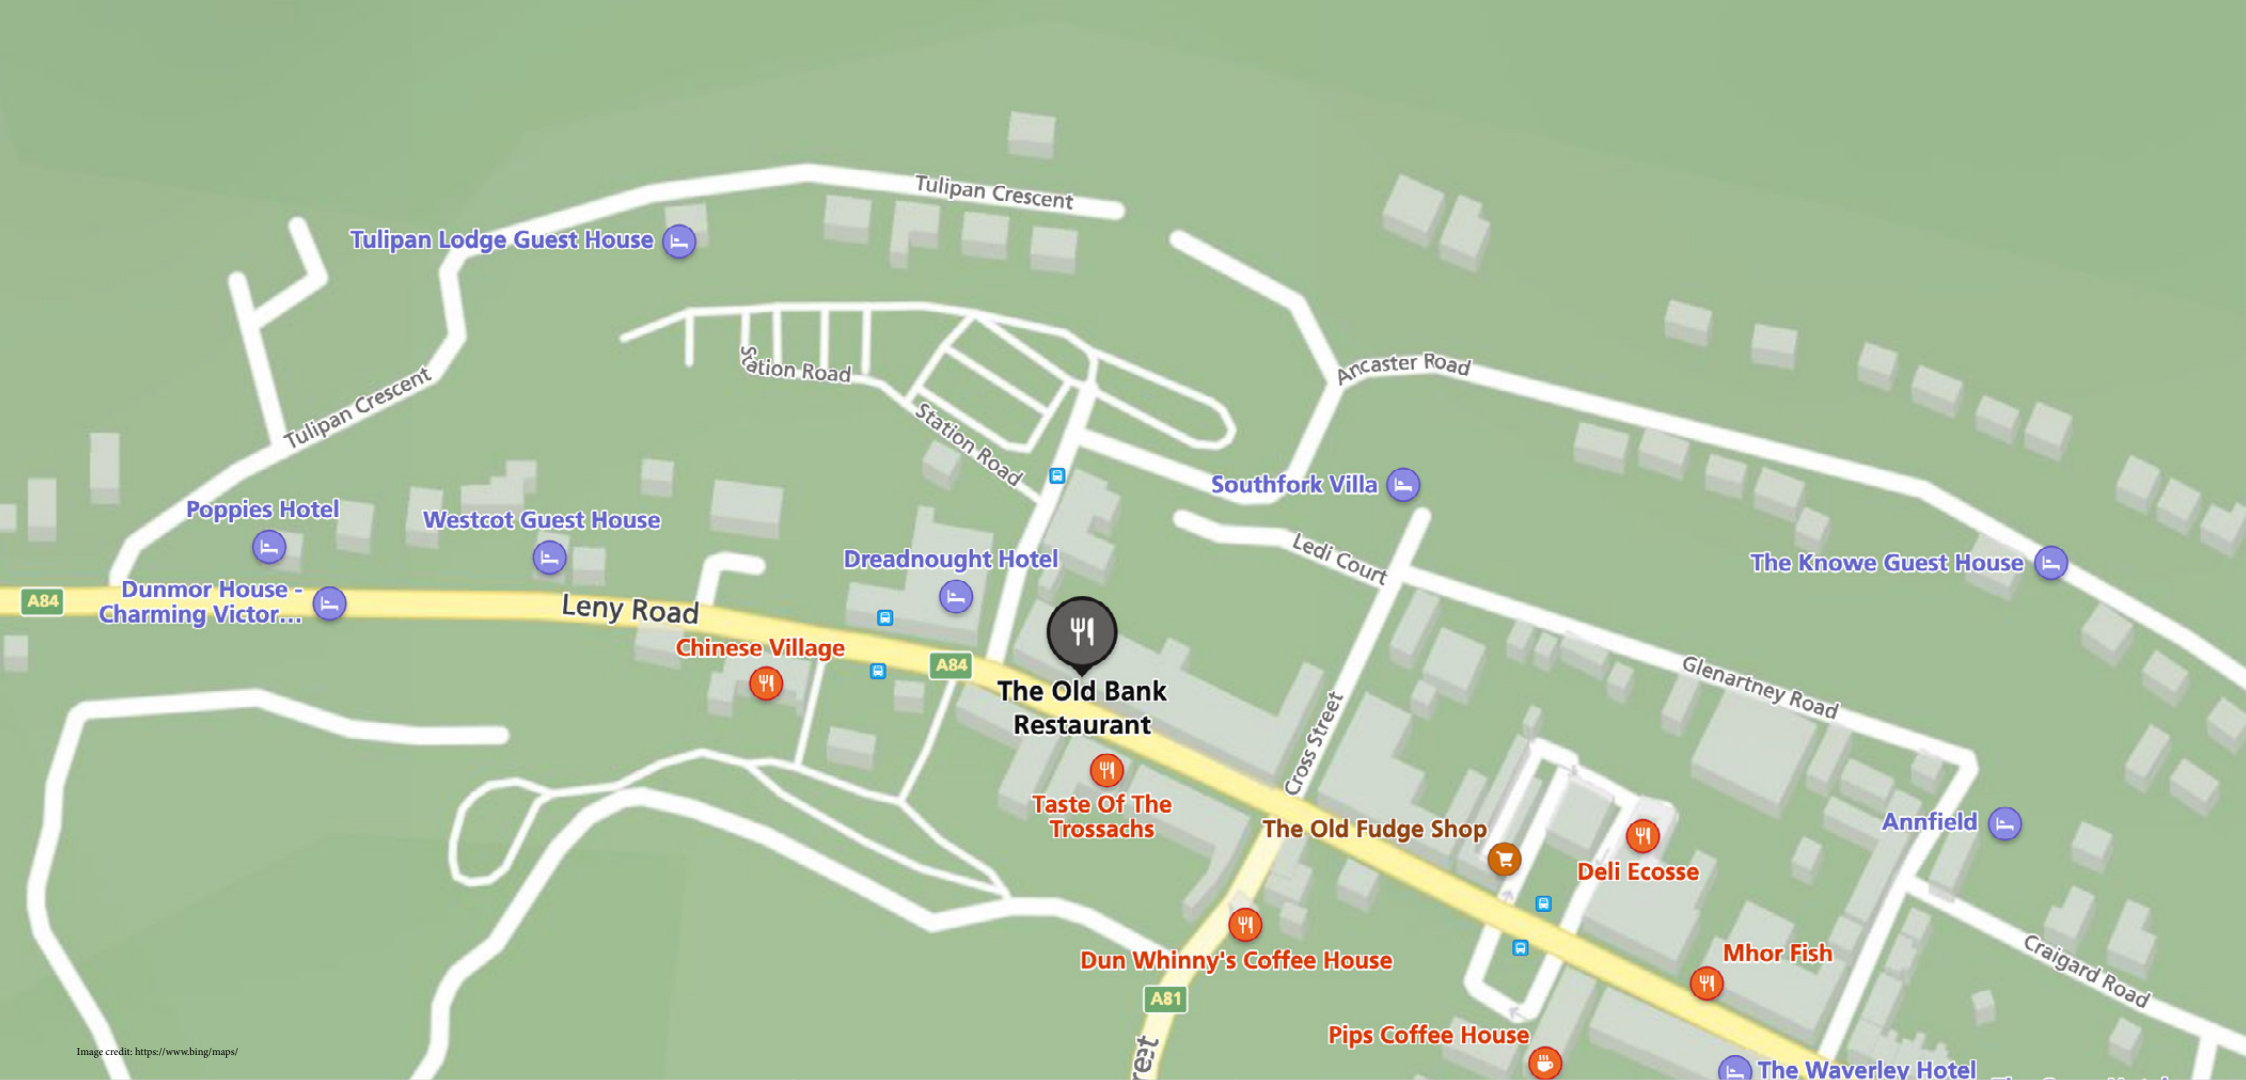 Tulipan Crescent
Tulipan Lodge Guest House
Station Road
Ancaster Road
Tulipan Crescent
Station Road
Southfork Villa
Poppies Hotel
Westcot Guest House
Dreadnought Hotel
Ledi Court
The Knowe Guest House
A84
Dunmor House -
Charming Victor...
Leny Road
Chinese Village
A84
The Old Bank
Restaurant
Glenartney Road
Cross Street
Taste Of The
Trossachs
The Old Fudge Shop
Annfield
Deli Ecosse
Dun Whinny's Coffee House
Mhor Fish
Craigard Road
A81
Pips Coffee House
Image credit: https://www.bing/maps/
The Waverley Hotel